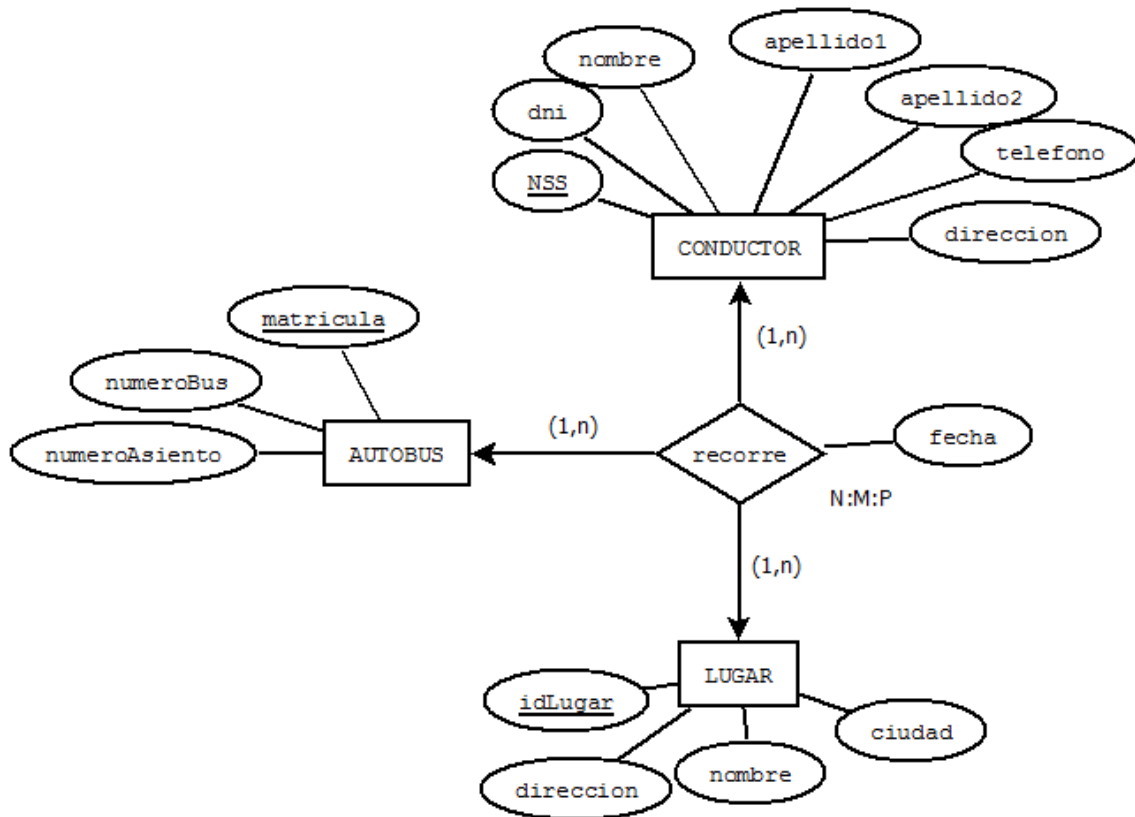 apellido1
nombre
apellido2
dni
telefono
NSS
direccion
CONDUCTOR
matricula
(1,n)
numeroBus
(1,n)
fecha
numeroAsiento
AUTOBUS
recorre
N:M:P
(1,n)
LUGAR
idLugar
ciudad
nombre
direccion